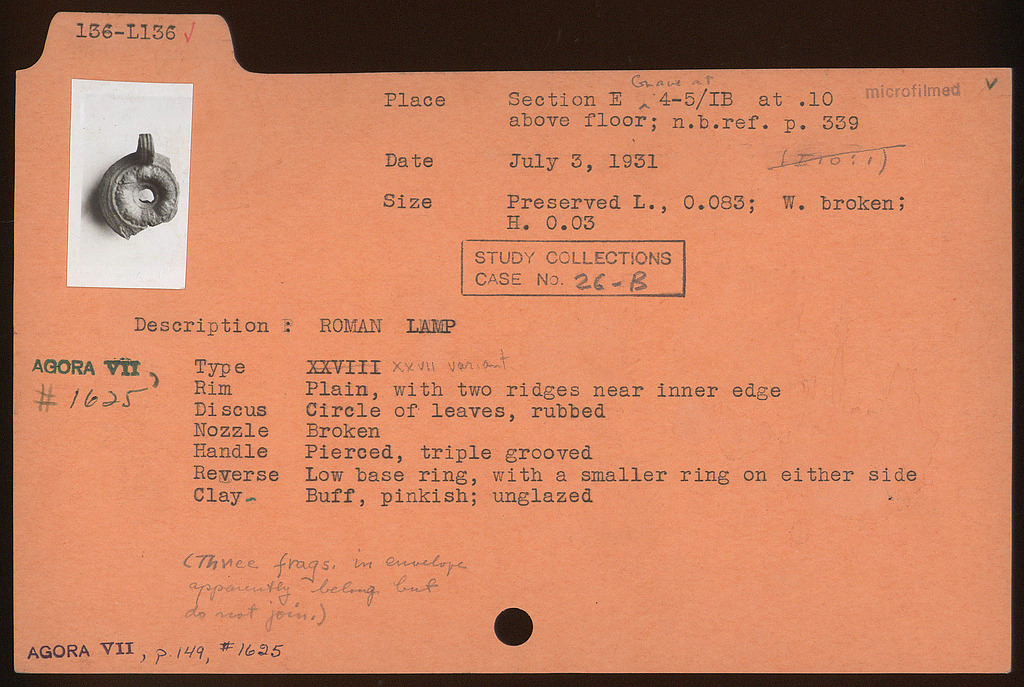 136-L136 ✓
Grave at
Place Section E ‸ 4-5/IB at .10 microfilmed ✓
above floor; n.b.ref. p. 339
Date July 3, 1931
Size Preserved L., 0.083; W. broken;
H. 0.03
STUDY COLLECTIONS
CASE No. 26-B
Description : ROMAN LAMP
AGORA VII,
# 1625
Type XXVIII XXVII variant
Rim Plain, with two ridges near inner edge
Discus Circle of leaves, rubbed
Nozzle Broken
Handle Pierced, triple grooved
Reverse Low base ring, with a smaller ring on either side
Clay Buff, pinkish; unglazed
(Three frags. in envelope
apparently belong but
do not join.)
AGORA VII, p. 149, #1625